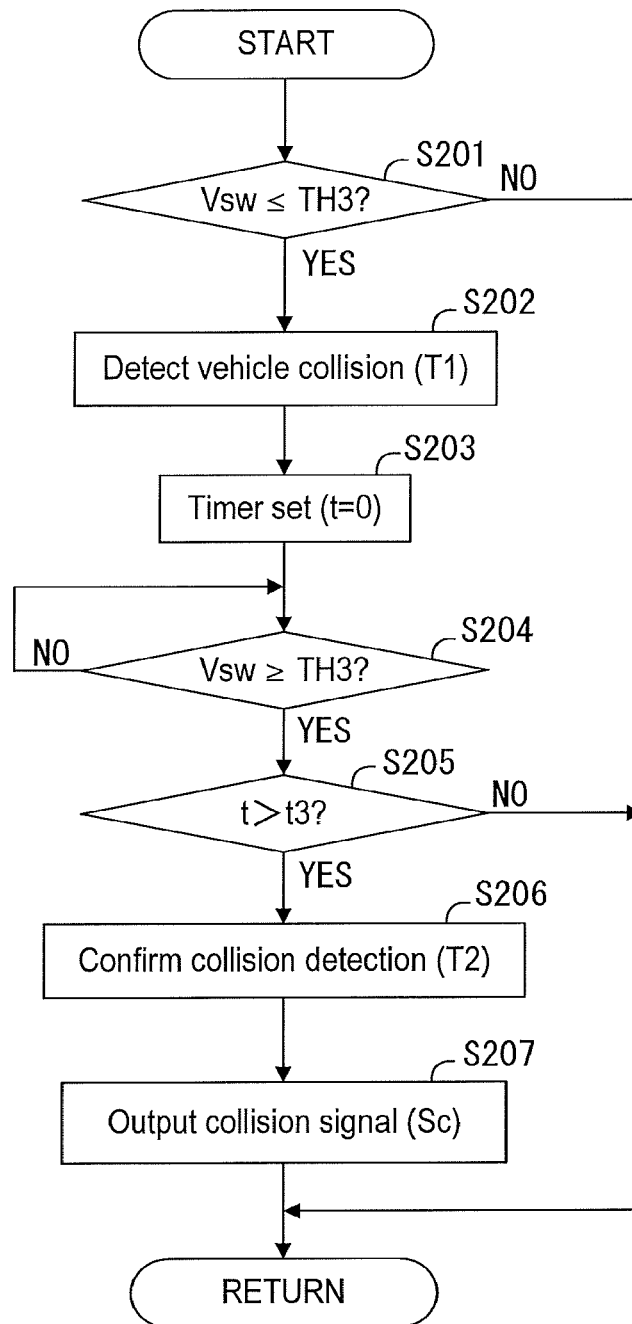 START
S201
Vsw ≤ TH3?
NO
YES
S202
Detect vehicle collision (T1)
S203
Timer set (t=0)
S204
NO
Vsw ≥ TH3?
YES
S205
t＞t3?
NO
YES
S206
Confirm collision detection (T2)
S207
Output collision signal (Sc)
RETURN